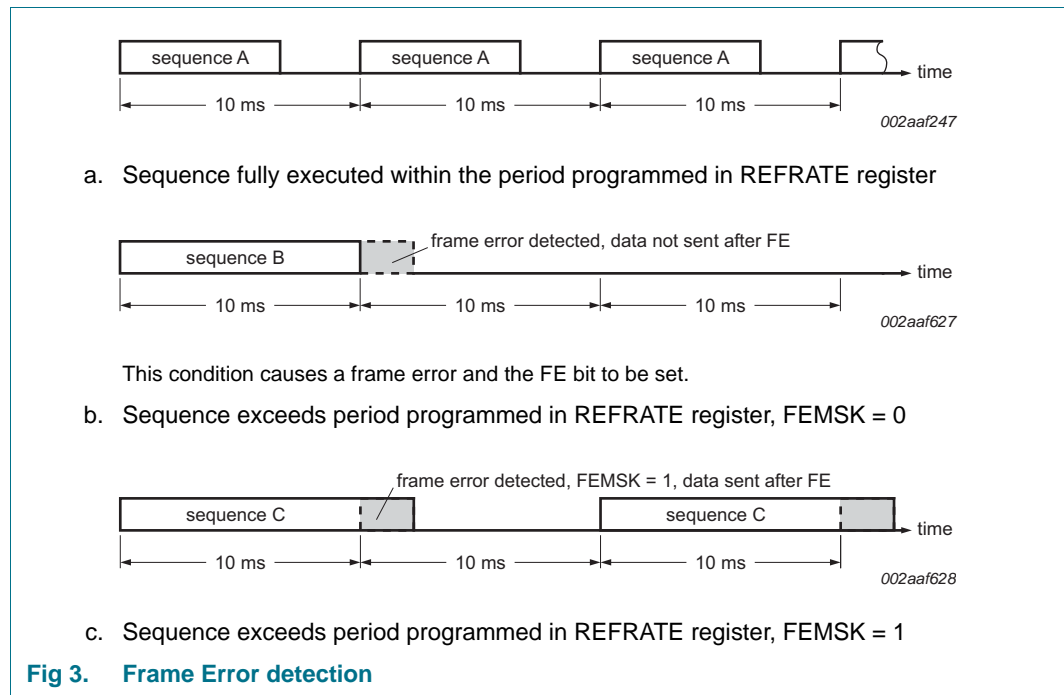 sequence A sequence A sequence A
time
10 ms 10 ms 10 ms
002aaf247
a. Sequence fully executed within the period programmed in REFRATE register
frame error detected, data not sent after FE
sequence B
time
10 ms 10 ms 10 ms
002aaf627
This condition causes a frame error and the FE bit to be set.
b. Sequence exceeds period programmed in REFRATE register, FEMSK = 0
frame error detected, FEMSK = 1, data sent after FE
sequence C sequence C
time
10 ms 10 ms 10 ms
002aaf628
c. Sequence exceeds period programmed in REFRATE register, FEMSK = 1
Fig 3. Frame Error detection